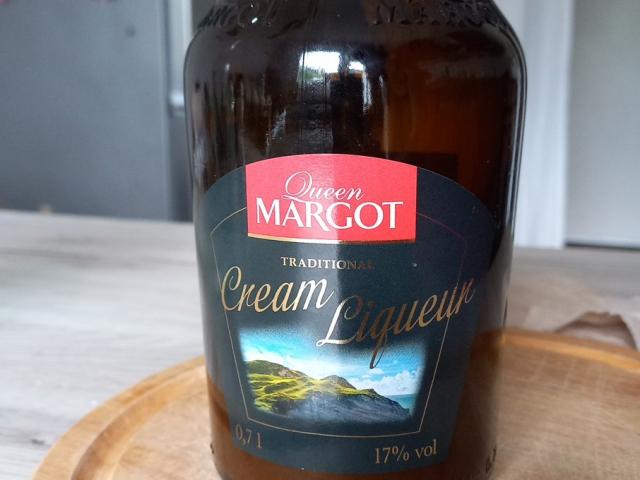 Queen
MARGOT
TRADITIONAL
Cream
Liqueur
0,7 l
17% vol